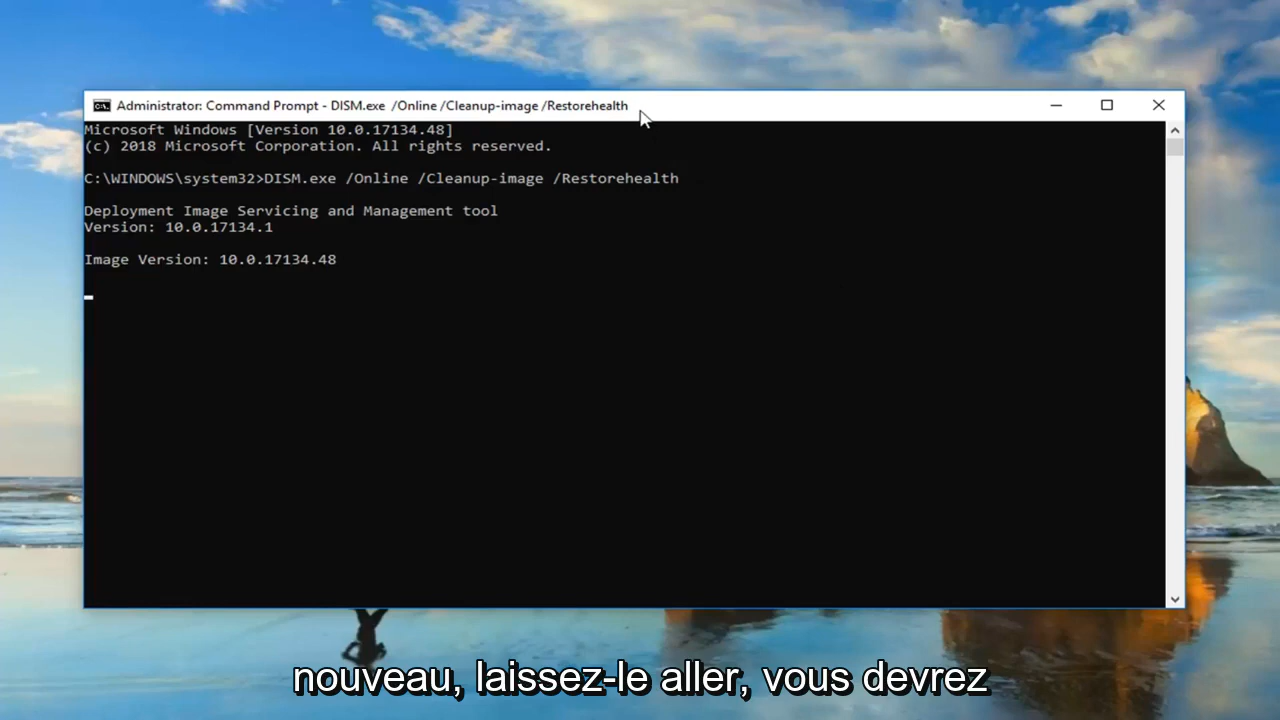 Administrator: Command Prompt - DISM.exe /Online /Cleanup-image /Restorehealth
Microsoft Windows [Version 10.0.17134.48]
(c) 2018 Microsoft Corporation. All rights reserved.
C:\WINDOWS\system32>DISM.exe /Online /Cleanup-image /Restorehealth
Deployment Image Servicing and Management tool
Version: 10.0.17134.1
Image Version: 10.0.17134.48
nouveau, laissez-le aller, vous devrez